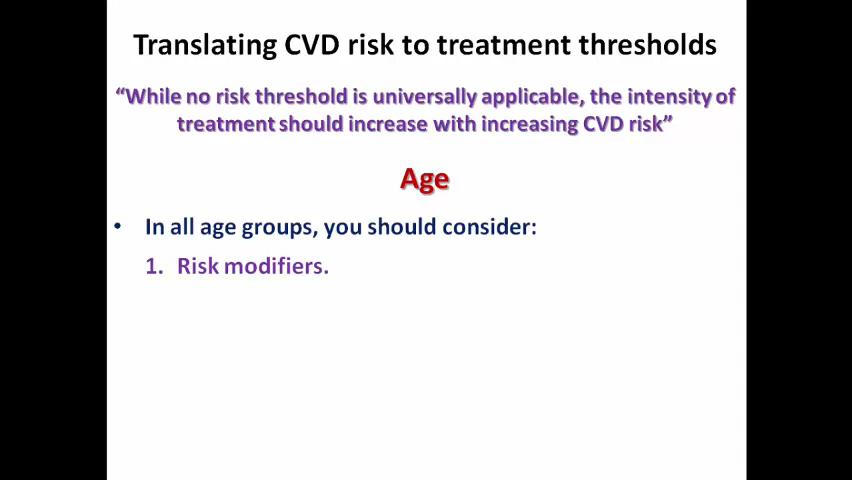 Translating CVD risk to treatment thresholds
“While no risk threshold is universally applicable, the intensity of
treatment should increase with increasing CVD risk”
Age
• In all age groups, you should consider:
1. Risk modifiers.